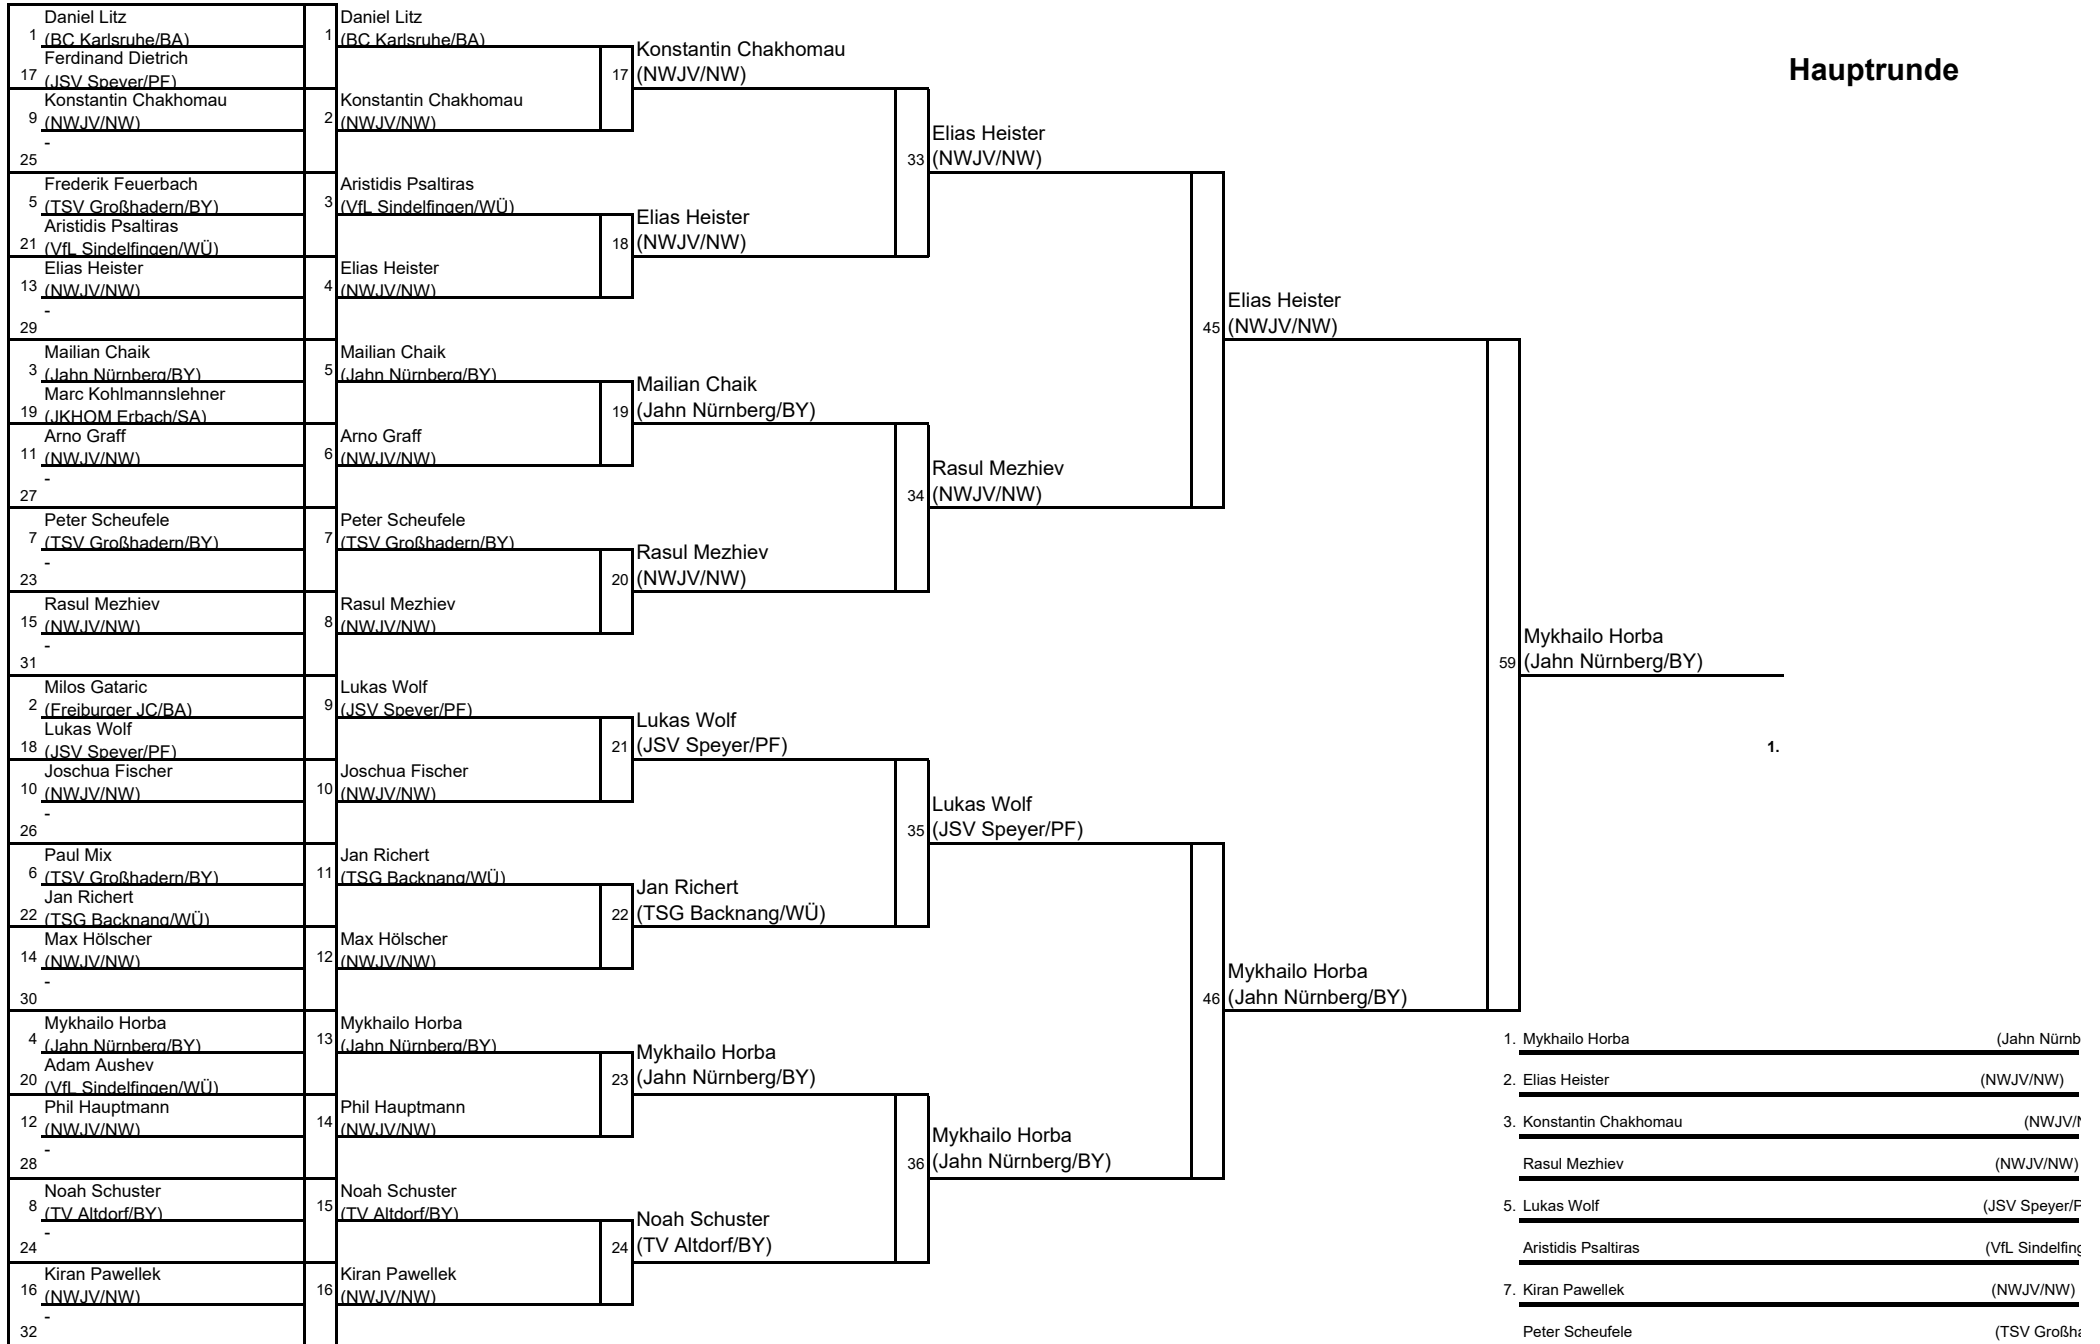 Hauptrunde
1 Daniel Litz
(BC Karlsruhe/BA)
17 Ferdinand Dietrich
(JSV Speyer/PF)
9 Konstantin Chakhomau
(NWJV/NW)
25 -
5 Frederik Feuerbach
(TSV Großhadern/BY)
21 Aristidis Psaltiras
(VfL Sindelfingen/WÜ)
13 Elias Heister
(NWJV/NW)
29 -
3 Mailian Chaik
(Jahn Nürnberg/BY)
19 Marc Kohlmannslehner
(JKHOM Erbach/SA)
11 Arno Graff
(NWJV/NW)
27 -
7 Peter Scheufele
(TSV Großhadern/BY)
23 -
15 Rasul Mezhiev
(NWJV/NW)
31 -
2 Milos Gataric
(Freiburger JC/BA)
18 Lukas Wolf
(JSV Speyer/PF)
10 Joschua Fischer
(NWJV/NW)
26 -
6 Paul Mix
(TSV Großhadern/BY)
22 Jan Richert
(TSG Backnang/WÜ)
14 Max Hölscher
(NWJV/NW)
30 -
4 Mykhailo Horba
(Jahn Nürnberg/BY)
20 Adam Aushev
(VfL Sindelfingen/WÜ)
12 Phil Hauptmann
(NWJV/NW)
28 -
8 Noah Schuster
(TV Altdorf/BY)
24 -
16 Kiran Pawellek
(NWJV/NW)
32 -
1 Daniel Litz
(BC Karlsruhe/BA)
2 Konstantin Chakhomau
(NWJV/NW)
3 Aristidis Psaltiras
(VfL Sindelfingen/WÜ)
4 Elias Heister
(NWJV/NW)
5 Mailian Chaik
(Jahn Nürnberg/BY)
6 Arno Graff
(NWJV/NW)
7 Peter Scheufele
(TSV Großhadern/BY)
8 Rasul Mezhiev
(NWJV/NW)
9 Lukas Wolf
(JSV Speyer/PF)
10 Joschua Fischer
(NWJV/NW)
11 Jan Richert
(TSG Backnang/WÜ)
12 Max Hölscher
(NWJV/NW)
13 Mykhailo Horba
(Jahn Nürnberg/BY)
14 Phil Hauptmann
(NWJV/NW)
15 Noah Schuster
(TV Altdorf/BY)
16 Kiran Pawellek
(NWJV/NW)
17 Konstantin Chakhomau
(NWJV/NW)
18 Elias Heister
(NWJV/NW)
19 Mailian Chaik
(Jahn Nürnberg/BY)
20 Rasul Mezhiev
(NWJV/NW)
21 Lukas Wolf
(JSV Speyer/PF)
22 Jan Richert
(TSG Backnang/WÜ)
23 Mykhailo Horba
(Jahn Nürnberg/BY)
24 Noah Schuster
(TV Altdorf/BY)
33 Elias Heister
(NWJV/NW)
34 Rasul Mezhiev
(NWJV/NW)
35 Lukas Wolf
(JSV Speyer/PF)
36 Mykhailo Horba
(Jahn Nürnberg/BY)
45 Elias Heister
(NWJV/NW)
46 Mykhailo Horba
(Jahn Nürnberg/BY)
59 Mykhailo Horba
(Jahn Nürnberg/BY)
1.
1. Mykhailo Horba (Jahn Nürnb
2. Elias Heister (NWJV/NW)
3. Konstantin Chakhomau (NWJV/N
Rasul Mezhiev (NWJV/NW)
5. Lukas Wolf (JSV Speyer/P
Aristidis Psaltiras (VfL Sindelfing
7. Kiran Pawellek (NWJV/NW)
Peter Scheufele (TSV Großha